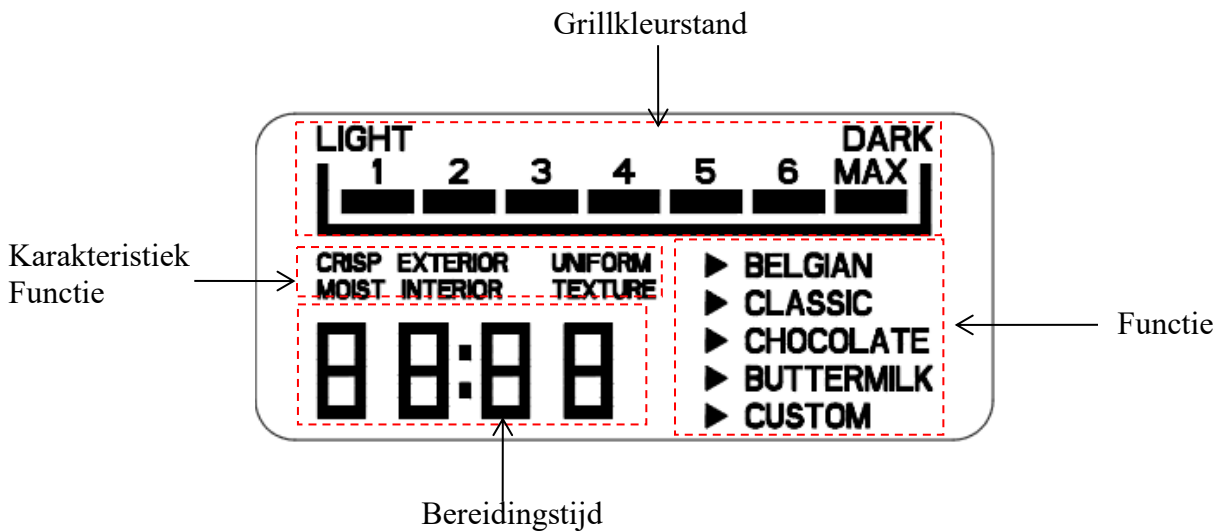 Grillkleurstand
LIGHT DARK
1 2 3 4 5 6 MAX
Karakteristiek
Functie
CRISP EXTERIOR UNIFORM
MOIST INTERIOR TEXTURE
88:88
BELGIAN
CLASSIC
CHOCOLATE
BUTTERMILK
CUSTOM
Functie
Bereidingstijd